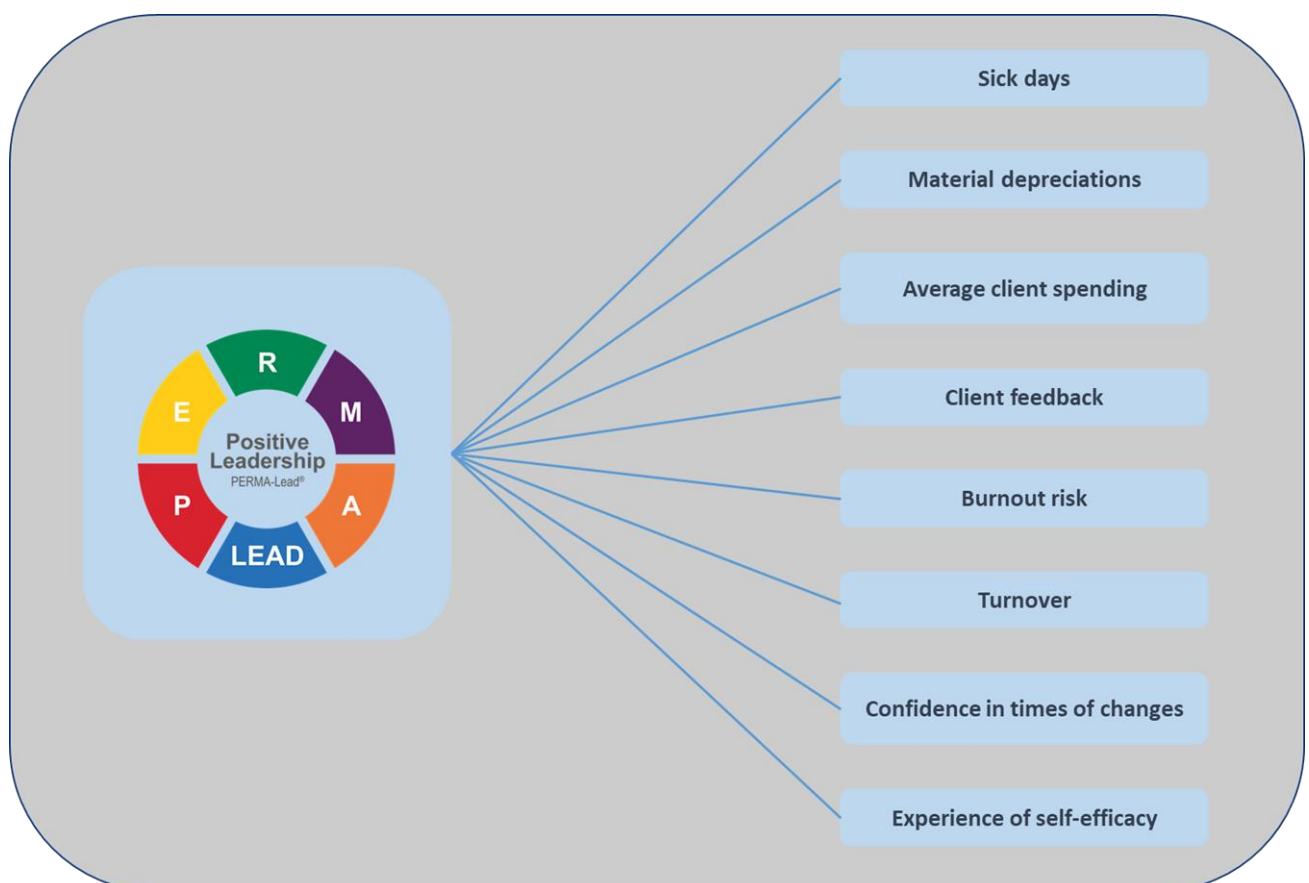 R
E
M
Positive
Leadership
PERMA-Lead®
P
A
LEAD
Sick days
Material depreciations
Average client spending
Client feedback
Burnout risk
Turnover
Confidence in times of changes
Experience of self-efficacy